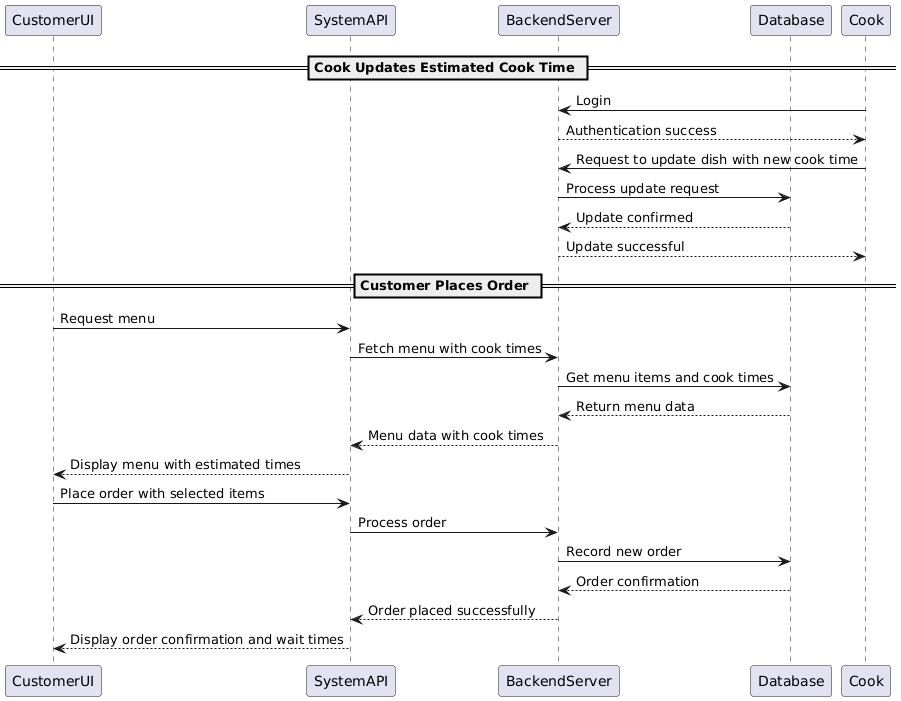 CustomerUI SystemAPI BackendServer Database Cook
Cook Updates Estimated Cook Time
Login
Authentication success
Request to update dish with new cook time
Process update request
Update confirmed
Update successful
Customer Places Order
Request menu
Fetch menu with cook times
Get menu items and cook times
Return menu data
Menu data with cook times
Display menu with estimated times
Place order with selected items
Process order
Record new order
Order confirmation
Order placed successfully
Display order confirmation and wait times
CustomerUI SystemAPI BackendServer Database Cook